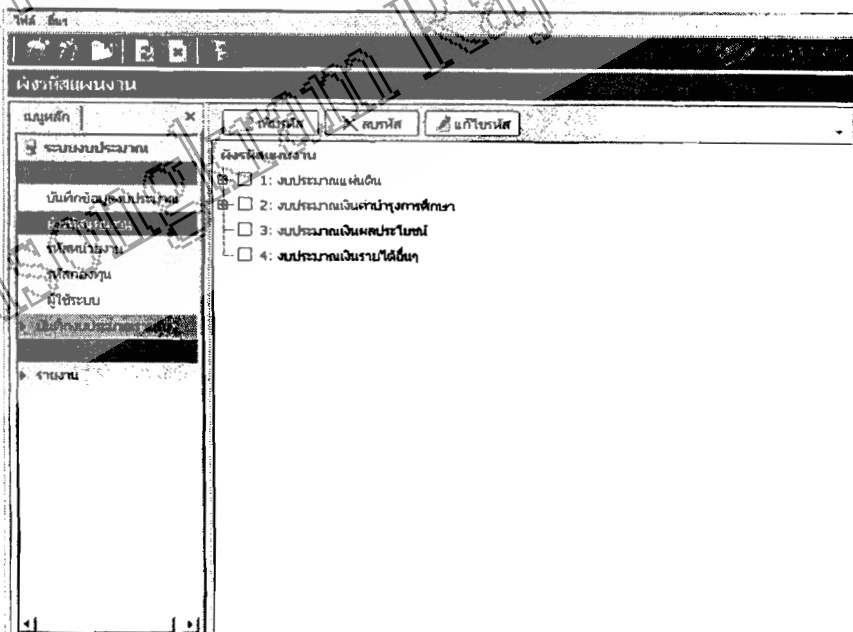 ไฟล์ อื่นๆ
ผังรหัสแผนงาน
เมนูหลัก
เพิ่มรหัส ลบรหัส แก้ไขรหัส
ระบบงบประมาณ
บันทึกข้อมูลงบประมาณ
ผังรหัสแผนงาน
รหัสหน่วยงาน
รหัสกองทุน
ผู้ใช้ระบบ
รายงาน
ผังรหัสแผนงาน
1: งบประมาณแผ่นดิน
2: งบประมาณเงินค่าบำรุงการศึกษา
3: งบประมาณเงินผลประโยชน์
4: งบประมาณเงินรายได้อื่นๆ